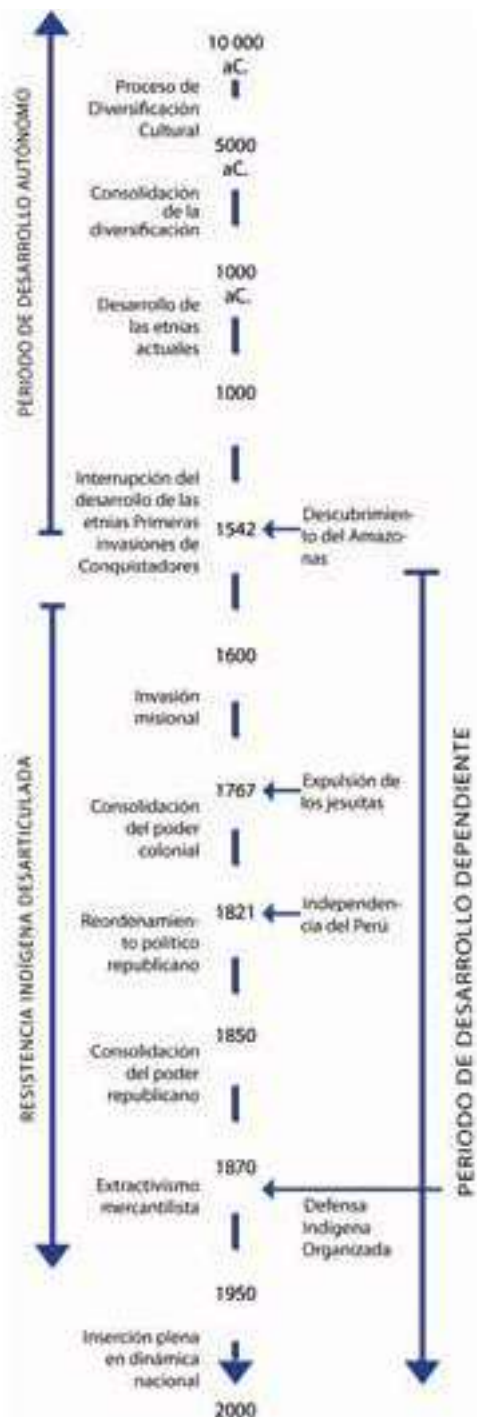 10 000
aC.
Proceso de
Diversificación
Cultural
5000
aC.
Consolidación
de la
diversificación
1000
aC.
Desarrollo de
las etnias
actuales
1000
PERIODO DE DESARROLLO AUTÓNOMO
Interrupción del
desarrollo de las
etnias Primeras
invasiones de
Conquistadores
1542
Descubrimien-
to del Amazo-
nas
1600
Invasión
misional
1767
Expulsión de
los jesuitas
Consolidación
del poder
colonial
1821
Independen-
cia del Perú
Reordenamien-
to político
republicano
1850
Consolidación
del poder
republicano
RESISTENCIA INDÍGENA DESARTICULADA
PERIODO DE DESARROLLO DEPENDIENTE
1870
Extractivismo
mercantilista
Defensa
Indígena
Organizada
1950
Inserción plena
en dinámica
nacional
2000